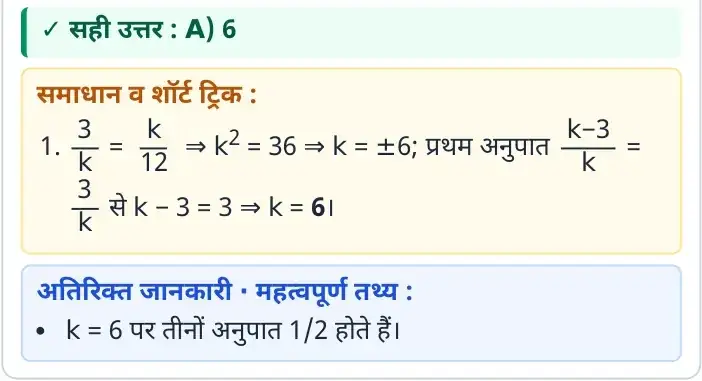 ✓ सही उत्तर : A) 6
समाधान व शॉर्ट ट्रिक :
1. 3/k = k/12 ⇒ k² = 36 ⇒ k = ±6; प्रथम अनुपात k−3/k =
3/k से k − 3 = 3 ⇒ k = 6।
अतिरिक्त जानकारी · महत्वपूर्ण तथ्य :
• k = 6 पर तीनों अनुपात 1/2 होते हैं।